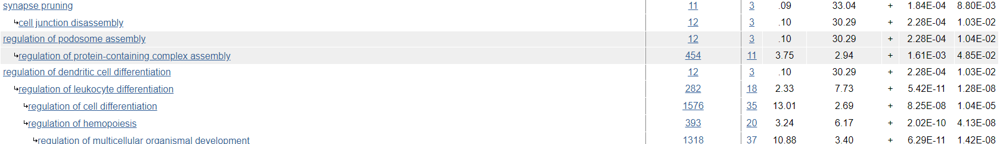 synapse pruning 11 3 .09 33.04 + 1.84E-04 8.80E-03
cell junction disassembly 12 3 .10 30.29 + 2.28E-04 1.03E-02
regulation of podosome assembly 12 3 .10 30.29 + 2.28E-04 1.04E-02
regulation of protein-containing complex assembly 454 11 3.75 2.94 + 1.61E-03 4.85E-02
regulation of dendritic cell differentiation 12 3 .10 30.29 + 2.28E-04 1.03E-02
regulation of leukocyte differentiation 282 18 2.33 7.73 + 5.42E-11 1.28E-08
regulation of cell differentiation 1576 35 13.01 2.69 + 8.25E-08 1.04E-05
regulation of hemopoiesis 393 20 3.24 6.17 + 2.02E-10 4.13E-08
regulation of multicellular organismal development 1318 37 10.88 3.40 + 6.29E-11 1.42E-08